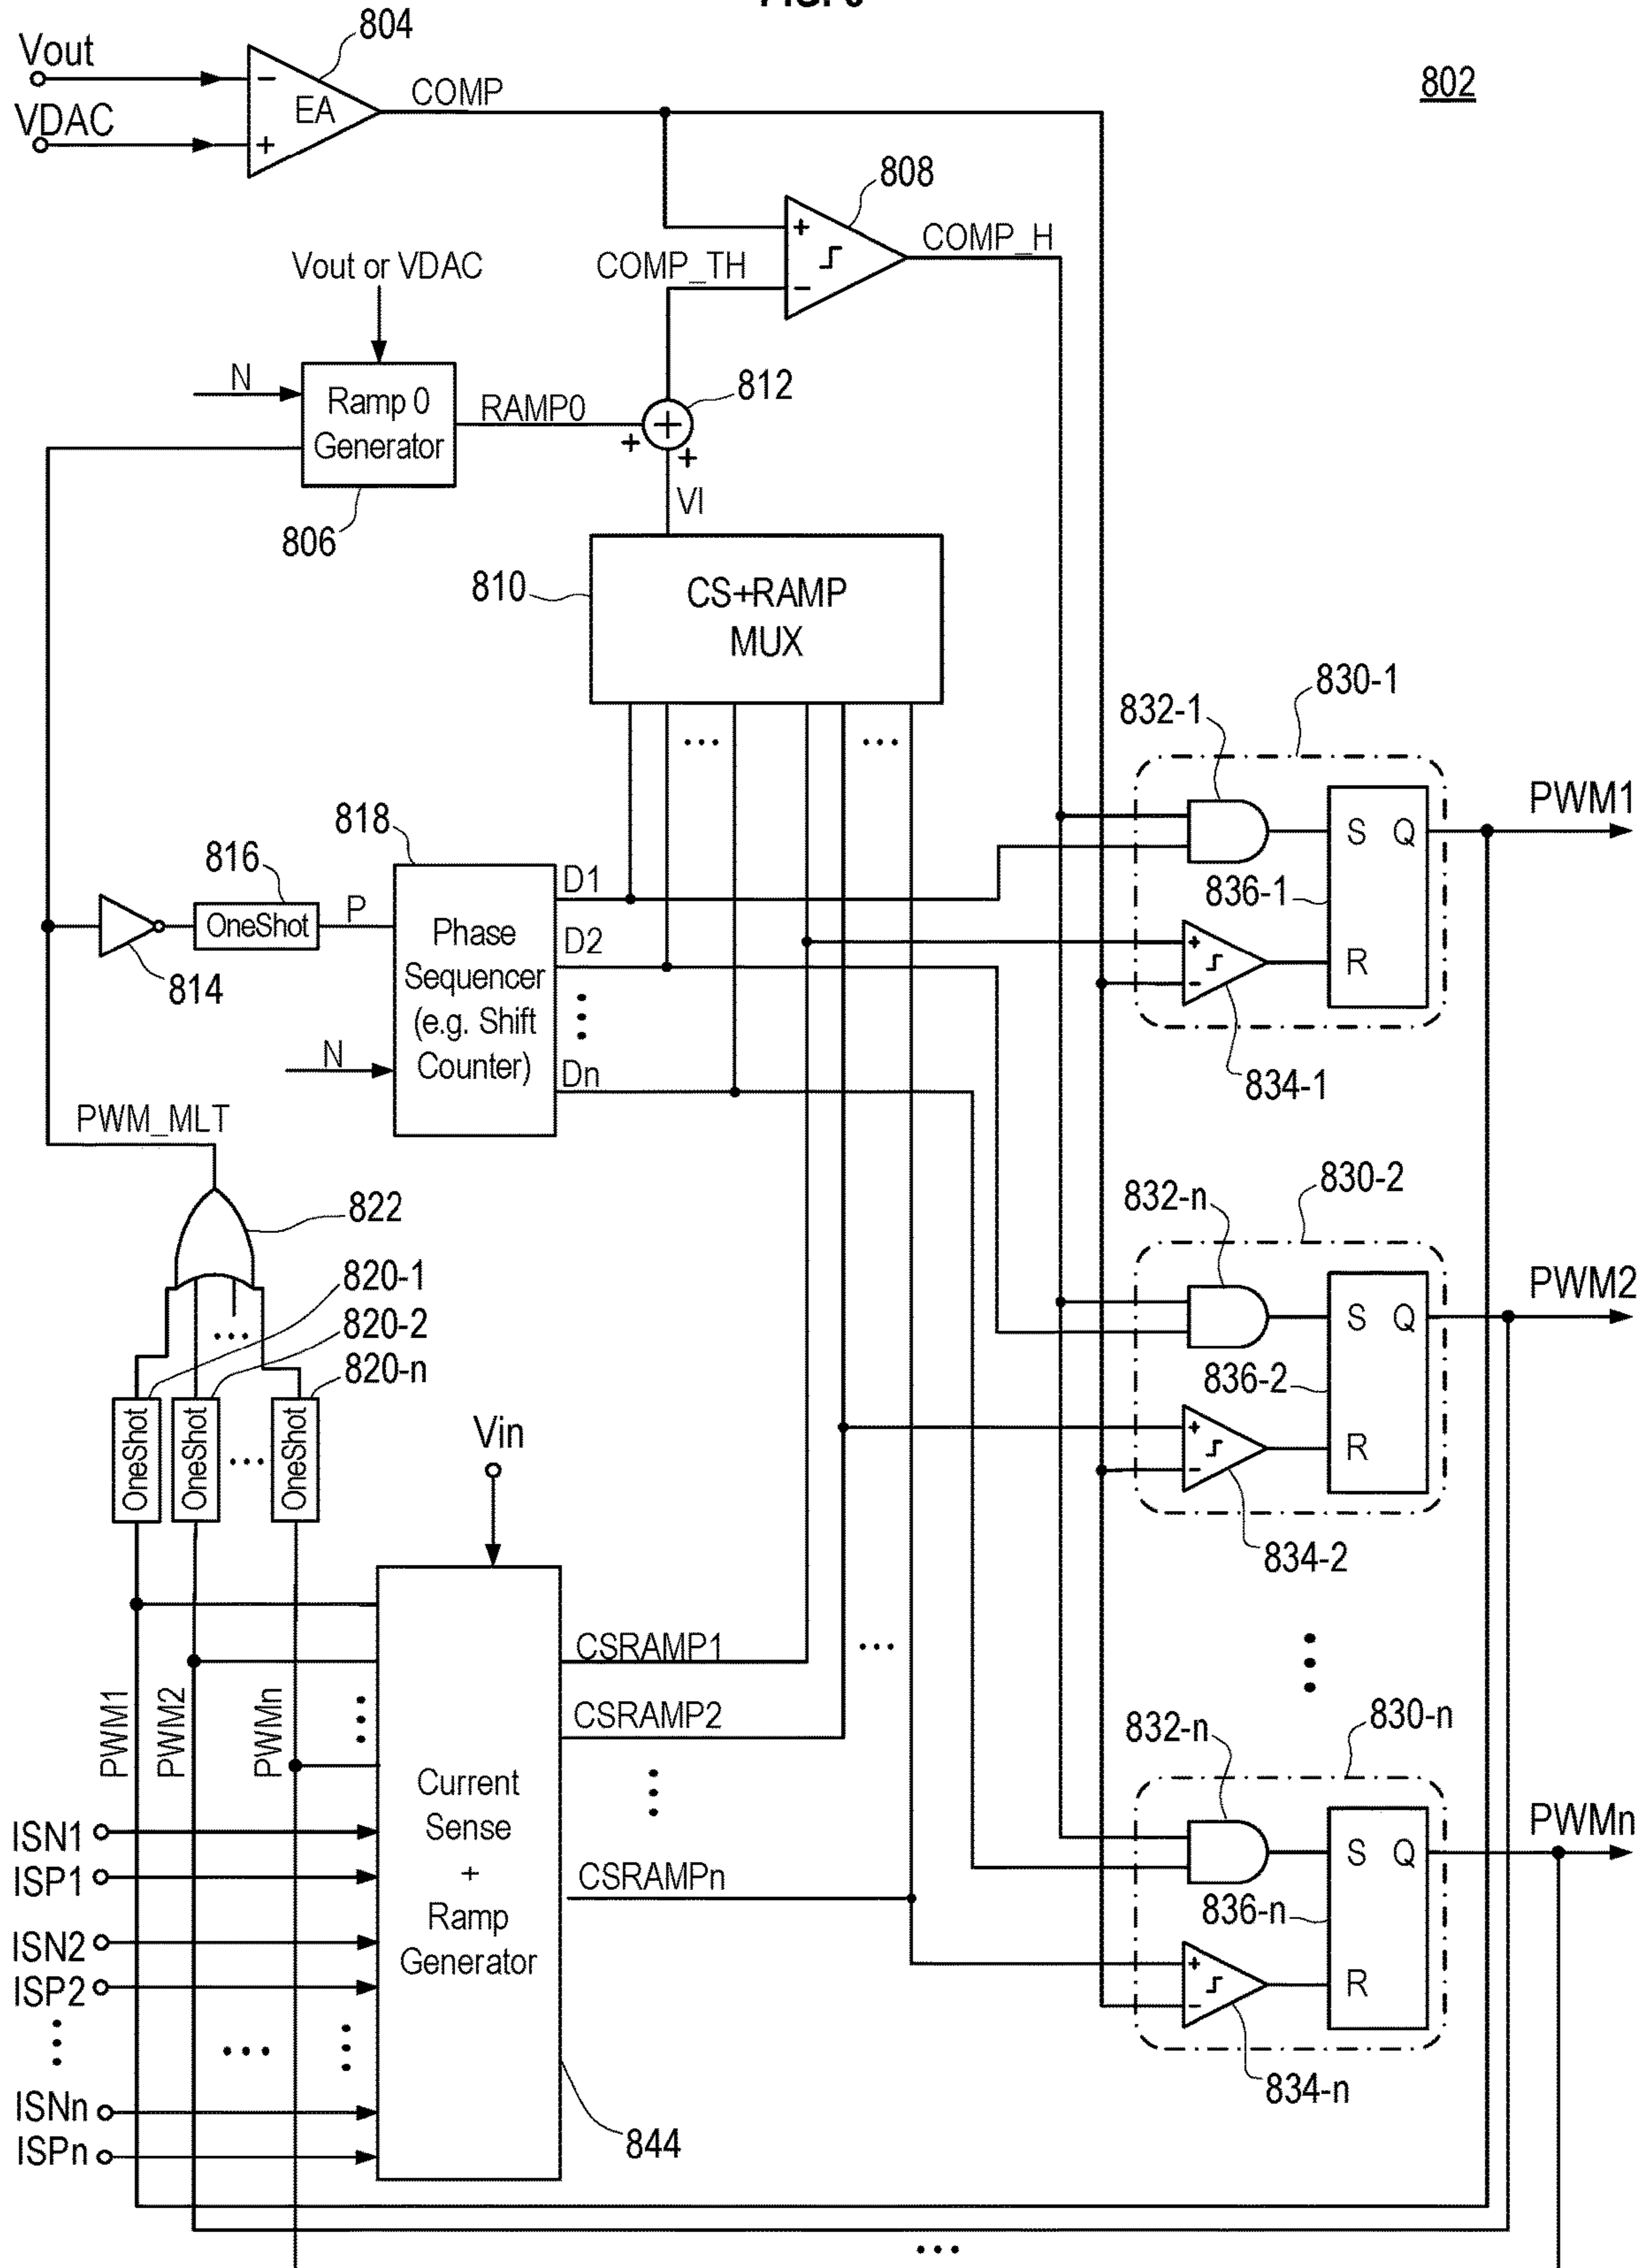 Vout
VDAC
EA
804
COMP
802
808
COMP_H
COMP_TH
Vout or VDAC
N
Ramp 0
Generator
RAMP0
812
806
VI
810
CS+RAMP
MUX
...
...
830-1
832-1
PWM1
S
Q
836-1
R
834-1
816
818
OneShot
P
814
Phase
Sequencer
(e.g. Shift
Counter)
N
D1
D2
Dn
PWM_MLT
822
820-1
820-2
820-n
...
OneShot
OneShot
...
OneShot
830-2
832-n
PWM2
S
Q
836-2
R
834-2
Vin
PWM1
PWM2
PWMn
CSRAMP1
CSRAMP2
CSRAMPn
...
Current
Sense
+
Ramp
Generator
830-n
832-n
PWMn
S
Q
836-n
R
834-n
ISN1
ISP1
ISN2
ISP2
...
ISNn
ISPn
844
...